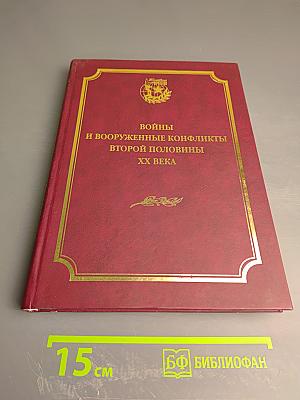 ВОЙНЫ
И ВООРУЖЕННЫЕ КОНФЛИКТЫ
ВТОРОЙ ПОЛОВИНЫ
XX ВЕКА
15 см
БФ БИБЛИОФАН